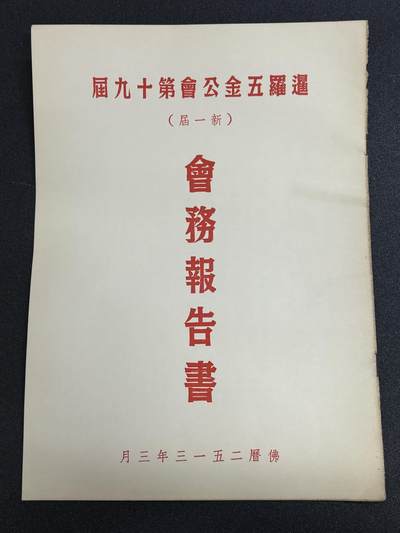 暹羅五金公會第十九屆
(新一屆)
會務報告書
佛曆二五一三年三月